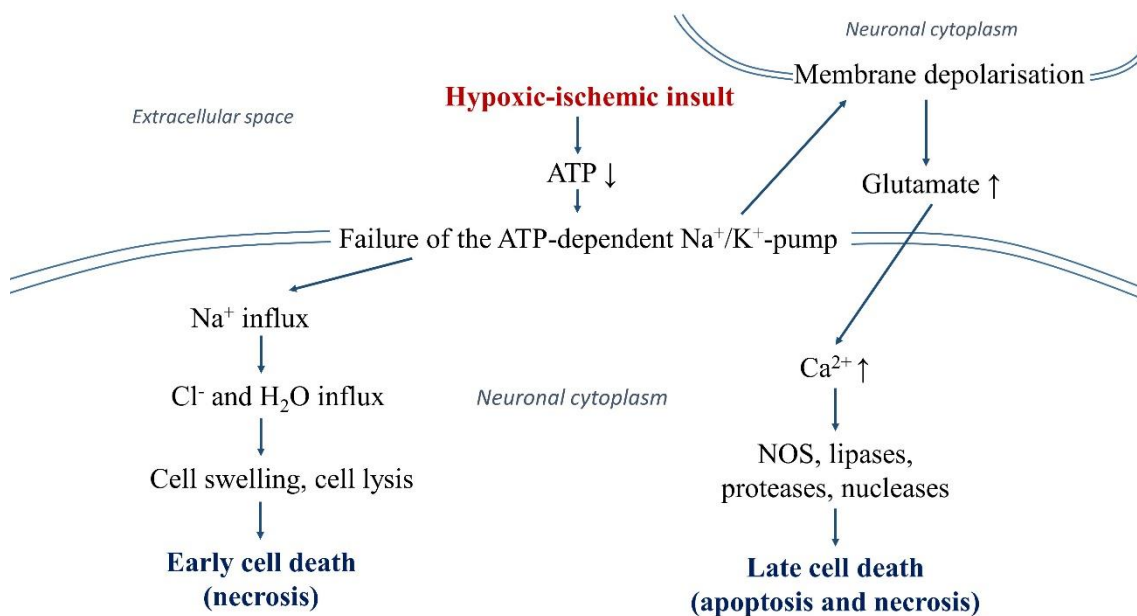 Neuronal cytoplasm
Membrane depolarisation
Hypoxic-ischemic insult
Extracellular space
ATP ↓
Glutamate ↑
Failure of the ATP-dependent Na⁺/K⁺-pump
Na⁺ influx
Ca²⁺ ↑
Cl⁻ and H₂O influx
Neuronal cytoplasm
NOS, lipases,
proteases, nucleases
Cell swelling, cell lysis
Early cell death
(necrosis)
Late cell death
(apoptosis and necrosis)